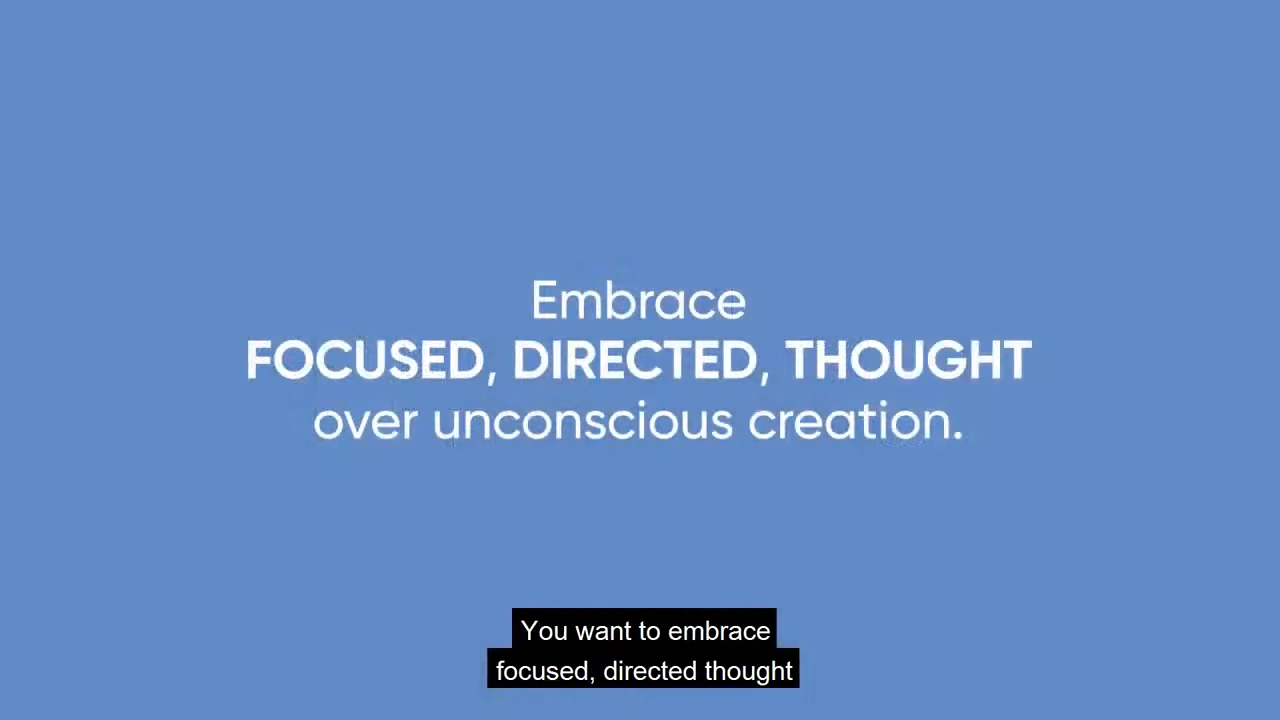 Embrace
FOCUSED, DIRECTED, THOUGHT
over unconscious creation.
You want to embrace
focused, directed thought